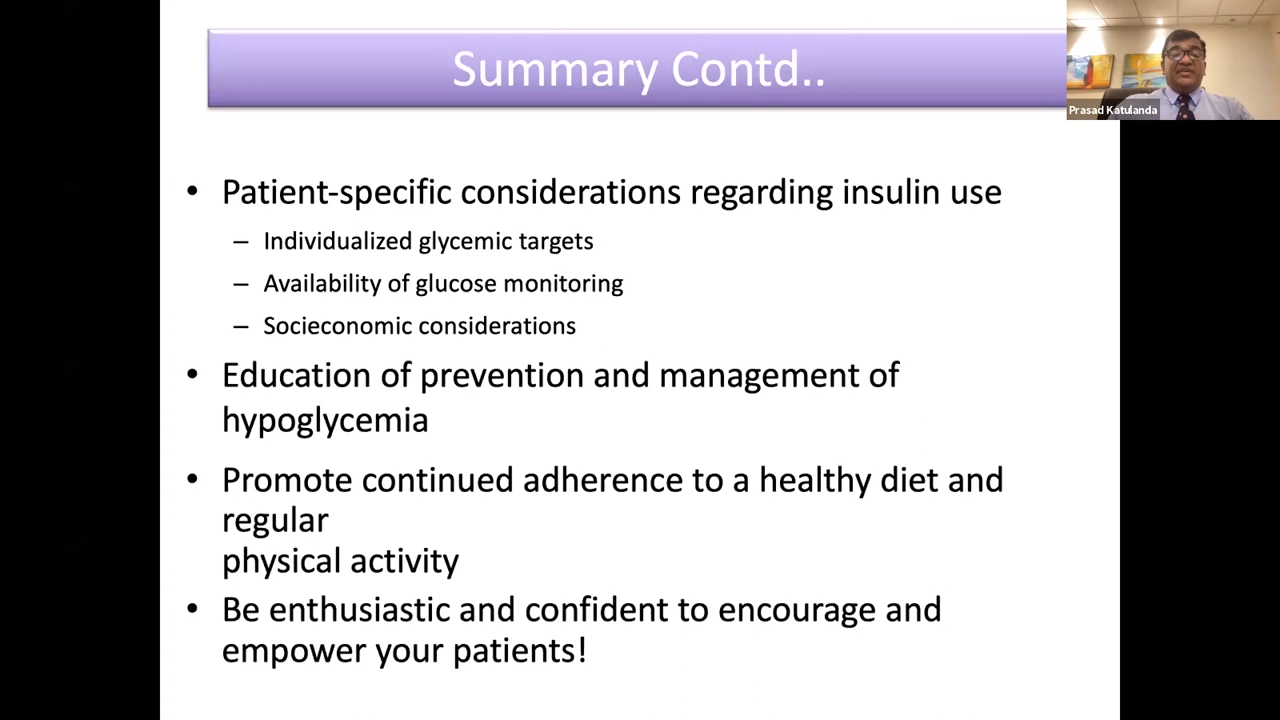 Summary Contd..
Prasad Katulanda
• Patient-specific considerations regarding insulin use
– Individualized glycemic targets
– Availability of glucose monitoring
– Socieconomic considerations
• Education of prevention and management of
hypoglycemia
• Promote continued adherence to a healthy diet and
regular
physical activity
• Be enthusiastic and confident to encourage and
empower your patients!